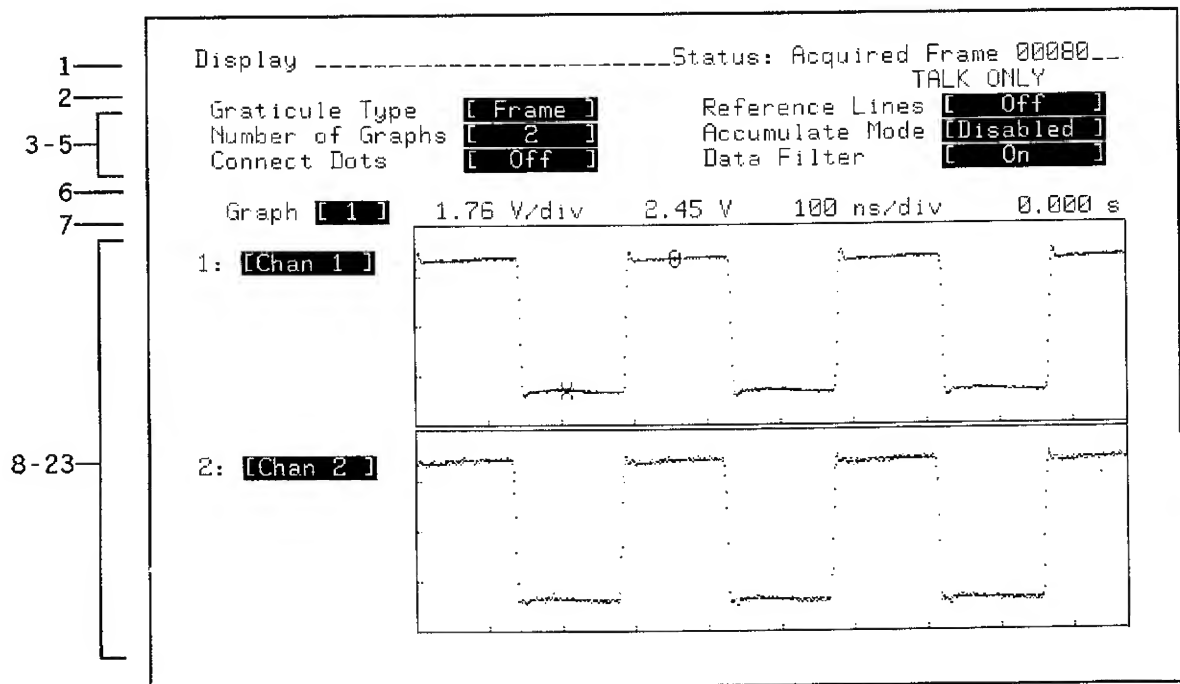 Display ______________________Status: Acquired Frame 00080__
1
TALK ONLY
2
Graticule Type [ Frame ] Reference Lines [ Off ]
3-5
Number of Graphs [ 2 ] Accumulate Mode [Disabled ]
Connect Dots [ Off ] Data Filter [ On ]
6
Graph [ 1 ] 1.76 V/div 2.45 V 100 ns/div 0.000 s
7
1: [Chan 1 ]
8-23
2: [Chan 2 ]